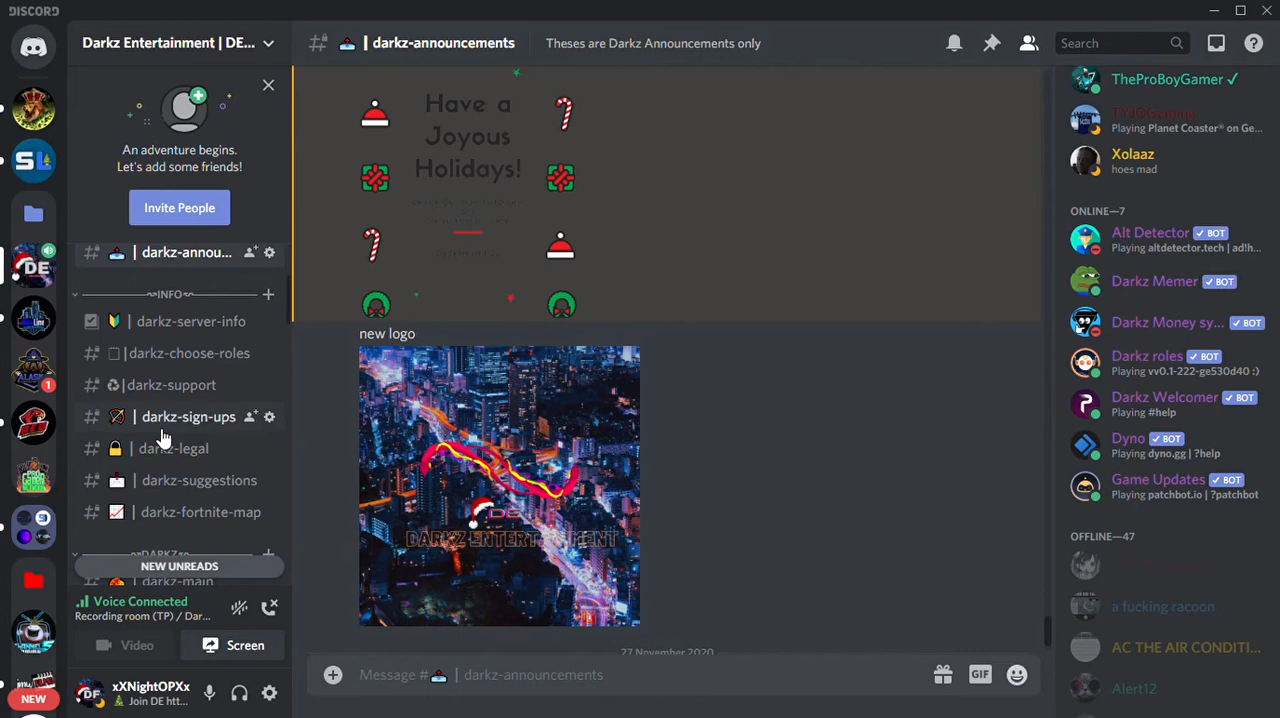 DISCORD
Darkz Entertainment | DE...
| darkz-announcements
Theses are Darkz Announcements only
Search
An adventure begins.
Let's add some friends!
Invite People
| darkz-annou...
INFO
| darkz-server-info
|darkz-choose-roles
|darkz-support
| darkz-sign-ups
| darkz-legal
| darkz-suggestions
| darkz-fortnite-map
DARKZ
NEW UNREADS
darkz-main
Voice Connected
Recording room (TP) / Dar...
Video
Screen
xXNightOPXx
Join DE htt...
NEW
DE
SL
1
Have a
Joyous
Holidays!
new logo
DE
DARKZ ENTERTAINMENT
27 November 2020
Message # | darkz-announcements
GIF
TheProBoyGamer ✓
Playing Planet Coaster® on Ge...
Xolaaz
hoes mad
ONLINE—7
Alt Detector ✓ BOT
Playing altdetector.tech | ad!h...
Darkz Memer ✓ BOT
Darkz Money sy... ✓ BOT
Darkz roles ✓ BOT
Playing vv0.1-222-ge530d40 :)
Darkz Welcomer ✓ BOT
Playing #help
Dyno ✓ BOT
Playing dyno.gg | ?help
Game Updates ✓ BOT
Playing patchbot.io | ?patchbot
OFFLINE—47
a fucking racoon
AC THE AIR CONDITI...
Alert12